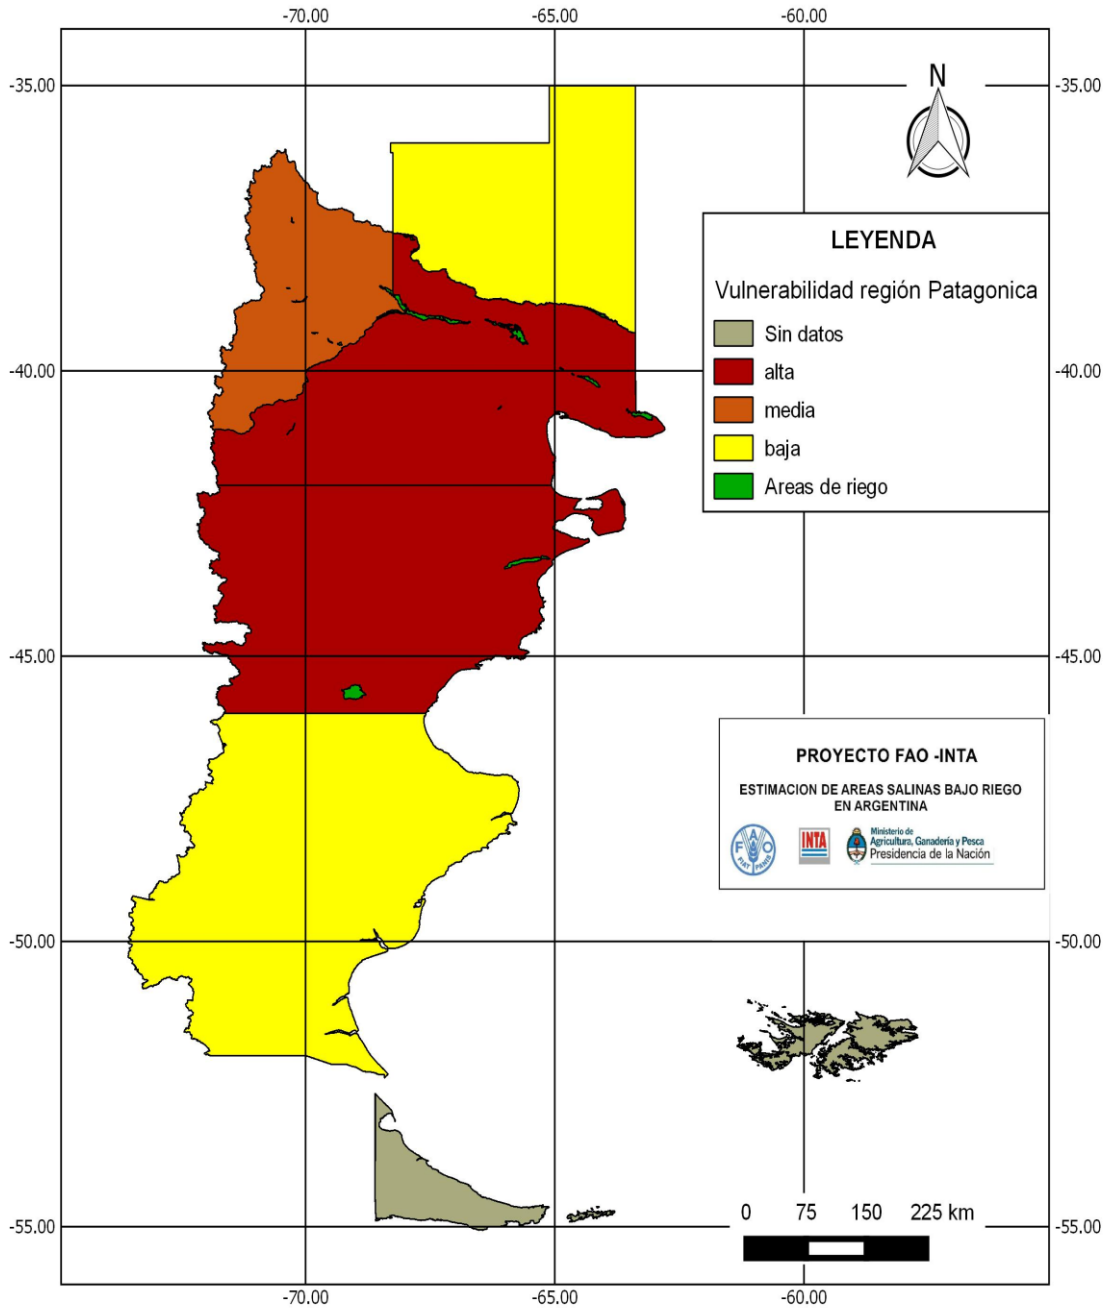 -70.00 -65.00 -60.00
-35.00 -35.00
N
LEYENDA
Vulnerabilidad región Patagonica
Sin datos
alta
media
baja
Areas de riego
-40.00 -40.00
-45.00 -45.00
PROYECTO FAO -INTA
ESTIMACION DE AREAS SALINAS BAJO RIEGO
EN ARGENTINA
F A O
FIAT PANIS
INTA
Ministerio de
Agricultura, Ganadería y Pesca
Presidencia de la Nación
-50.00 -50.00
0 75 150 225 km
-55.00 -55.00
-70.00 -65.00 -60.00